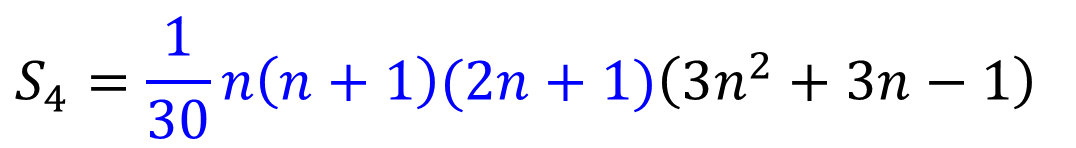 S₄ = 1/30 n(n + 1)(2n + 1)(3n² + 3n − 1)